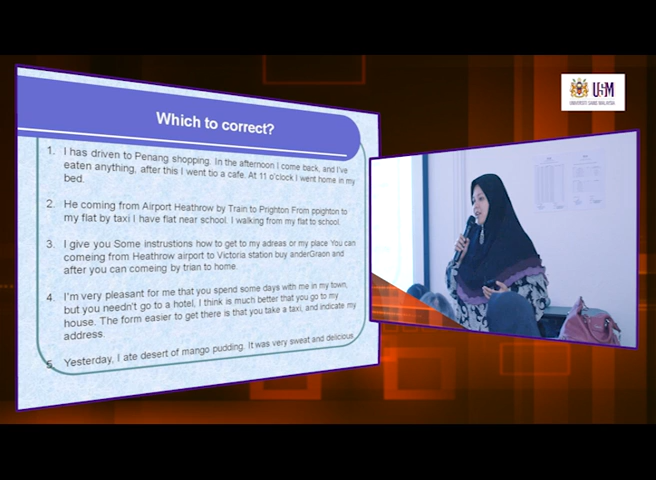 Which to correct?
1. I has driven to Penang shopping. In the afternoon I come back, and I've
eaten anything, after this I went tio a cafe. At 11 o'clock I went home in my
bed.
2. He coming from Airport Heathrow by Train to Prighton From ppighton to
my flat by taxi I have flat near school. I walking from my flat to school.
3. I give you Some instrustions how to get to my adreas or my place You can
comeing from Heathrow airport to Victoria station buy anderGraon and
after you can comeing by trian to home.
4. I'm very pleasant for me that you spend some days with me in my town,
but you needn't go to a hotel, I think is much better that you go to my
house. The form easier to get there is that you take a taxi, and indicate my
address.
5. Yesterday, I ate desert of mango pudding. It was very sweat and delicious.
USM
UNIVERSITI SAINS MALAYSIA